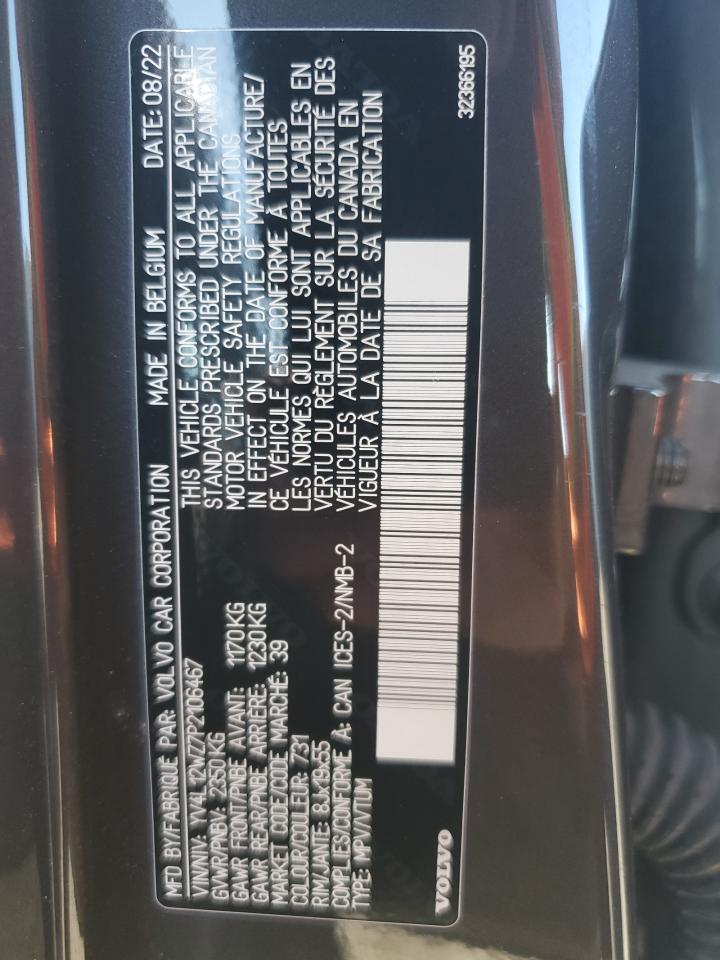 MFD BY/FABRIQUÉ PAR: VOLVO CAR CORPORATION MADE IN BELGIUM DATE: 08/22
VIN/NIV: YV4L12WZ7P2106467
GVWR/PNBV: 2350 KG
GAWR FRONT/PNBE AVANT: 1170 KG
GAWR REAR/PNBE ARRIÈRE: 1230 KG
MARKET CODE/CODE MARCHÉ: 39
COLOUR/COULEUR: 731
RIM/JANTE: 8Jx19x55
COMPLIES/CONFORME À: CAN ICES-2/NMB-2
TYPE: MPV/VTUM
THIS VEHICLE CONFORMS TO ALL APPLICABLE
STANDARDS PRESCRIBED UNDER THE CANADIAN
MOTOR VEHICLE SAFETY REGULATIONS
IN EFFECT ON THE DATE OF MANUFACTURE/
CE VÉHICULE EST CONFORME À TOUTES
LES NORMES QUI LUI SONT APPLICABLES EN
VERTU DU RÈGLEMENT SUR LA SÉCURITÉ DES
VÉHICULES AUTOMOBILES DU CANADA EN
VIGUEUR À LA DATE DE SA FABRICATION
VOLVO
32366195